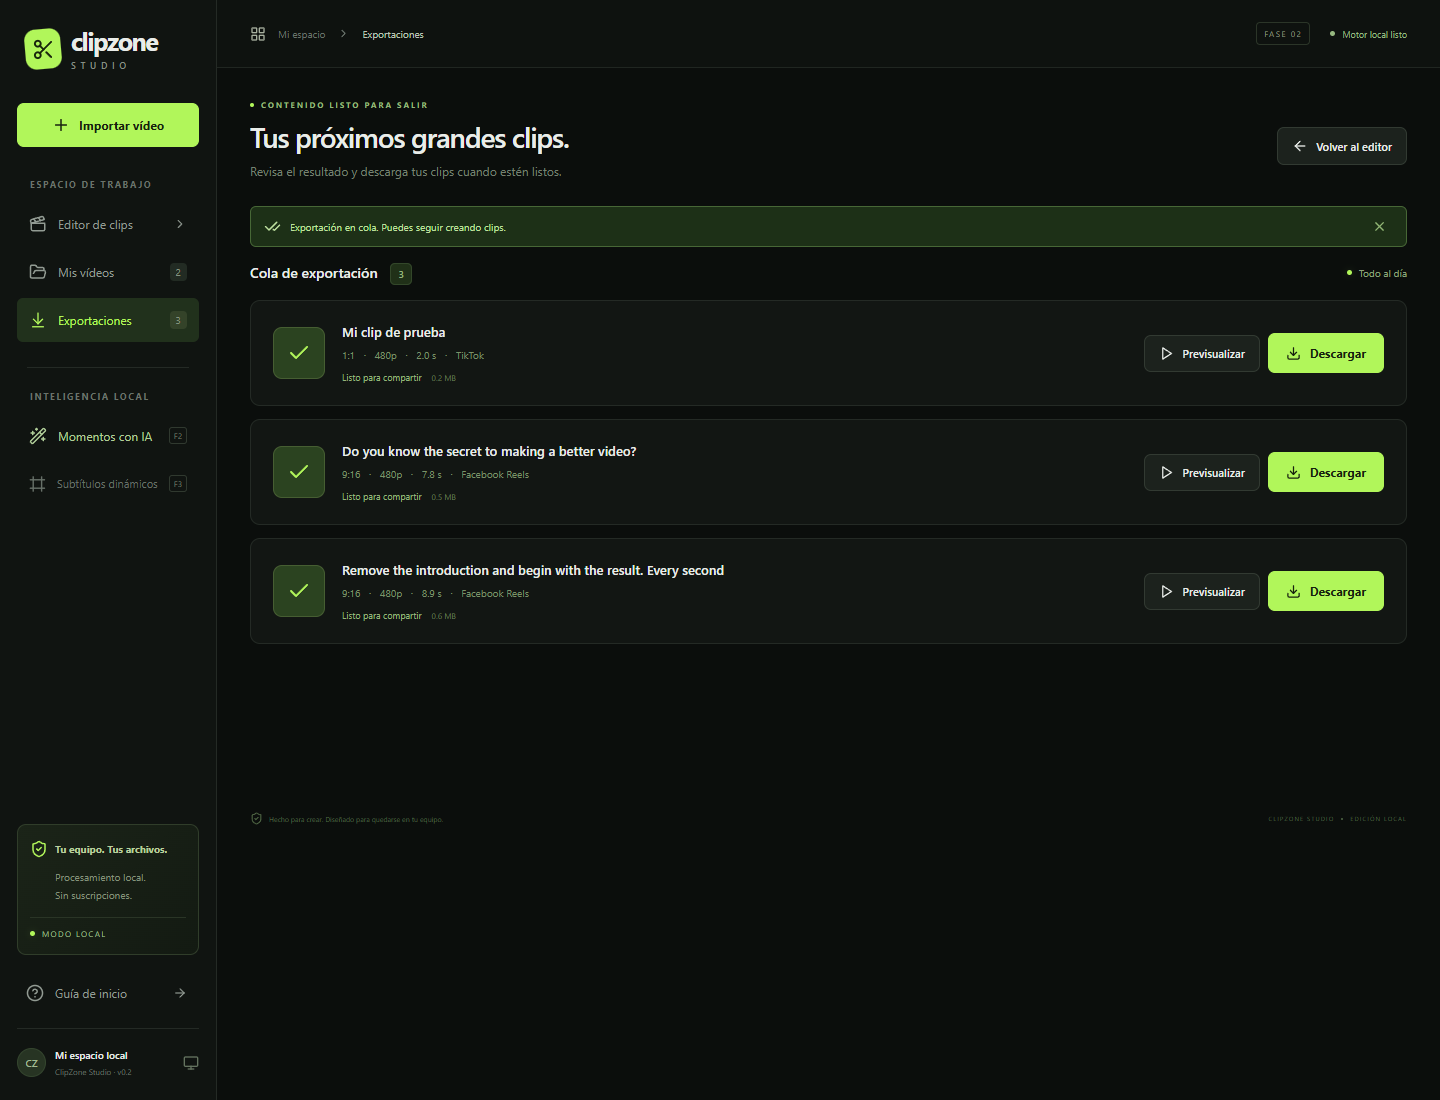 clipzone
STUDIO
Importar vídeo
ESPACIO DE TRABAJO
Editor de clips
Mis vídeos 2
Exportaciones 3
INTELIGENCIA LOCAL
Momentos con IA F2
Subtítulos dinámicos F3
Tu equipo. Tus archivos.
Procesamiento local.
Sin suscripciones.
MODO LOCAL
Guía de inicio
CZ
Mi espacio local
ClipZone Studio · v0.2
Mi espacio Exportaciones
FASE 02
Motor local listo
CONTENIDO LISTO PARA SALIR
Tus próximos grandes clips.
Revisa el resultado y descarga tus clips cuando estén listos.
Volver al editor
Exportación en cola. Puedes seguir creando clips.
Cola de exportación 3
Todo al día
Mi clip de prueba
1:1 · 480p · 2.0 s · TikTok
Listo para compartir 0.2 MB
Previsualizar
Descargar
Do you know the secret to making a better video?
9:16 · 480p · 7.8 s · Facebook Reels
Listo para compartir 0.5 MB
Previsualizar
Descargar
Remove the introduction and begin with the result. Every second
9:16 · 480p · 8.9 s · Facebook Reels
Listo para compartir 0.6 MB
Previsualizar
Descargar
Hecho para crear. Diseñado para quedarse en tu equipo.
CLIPZONE STUDIO • EDICIÓN LOCAL